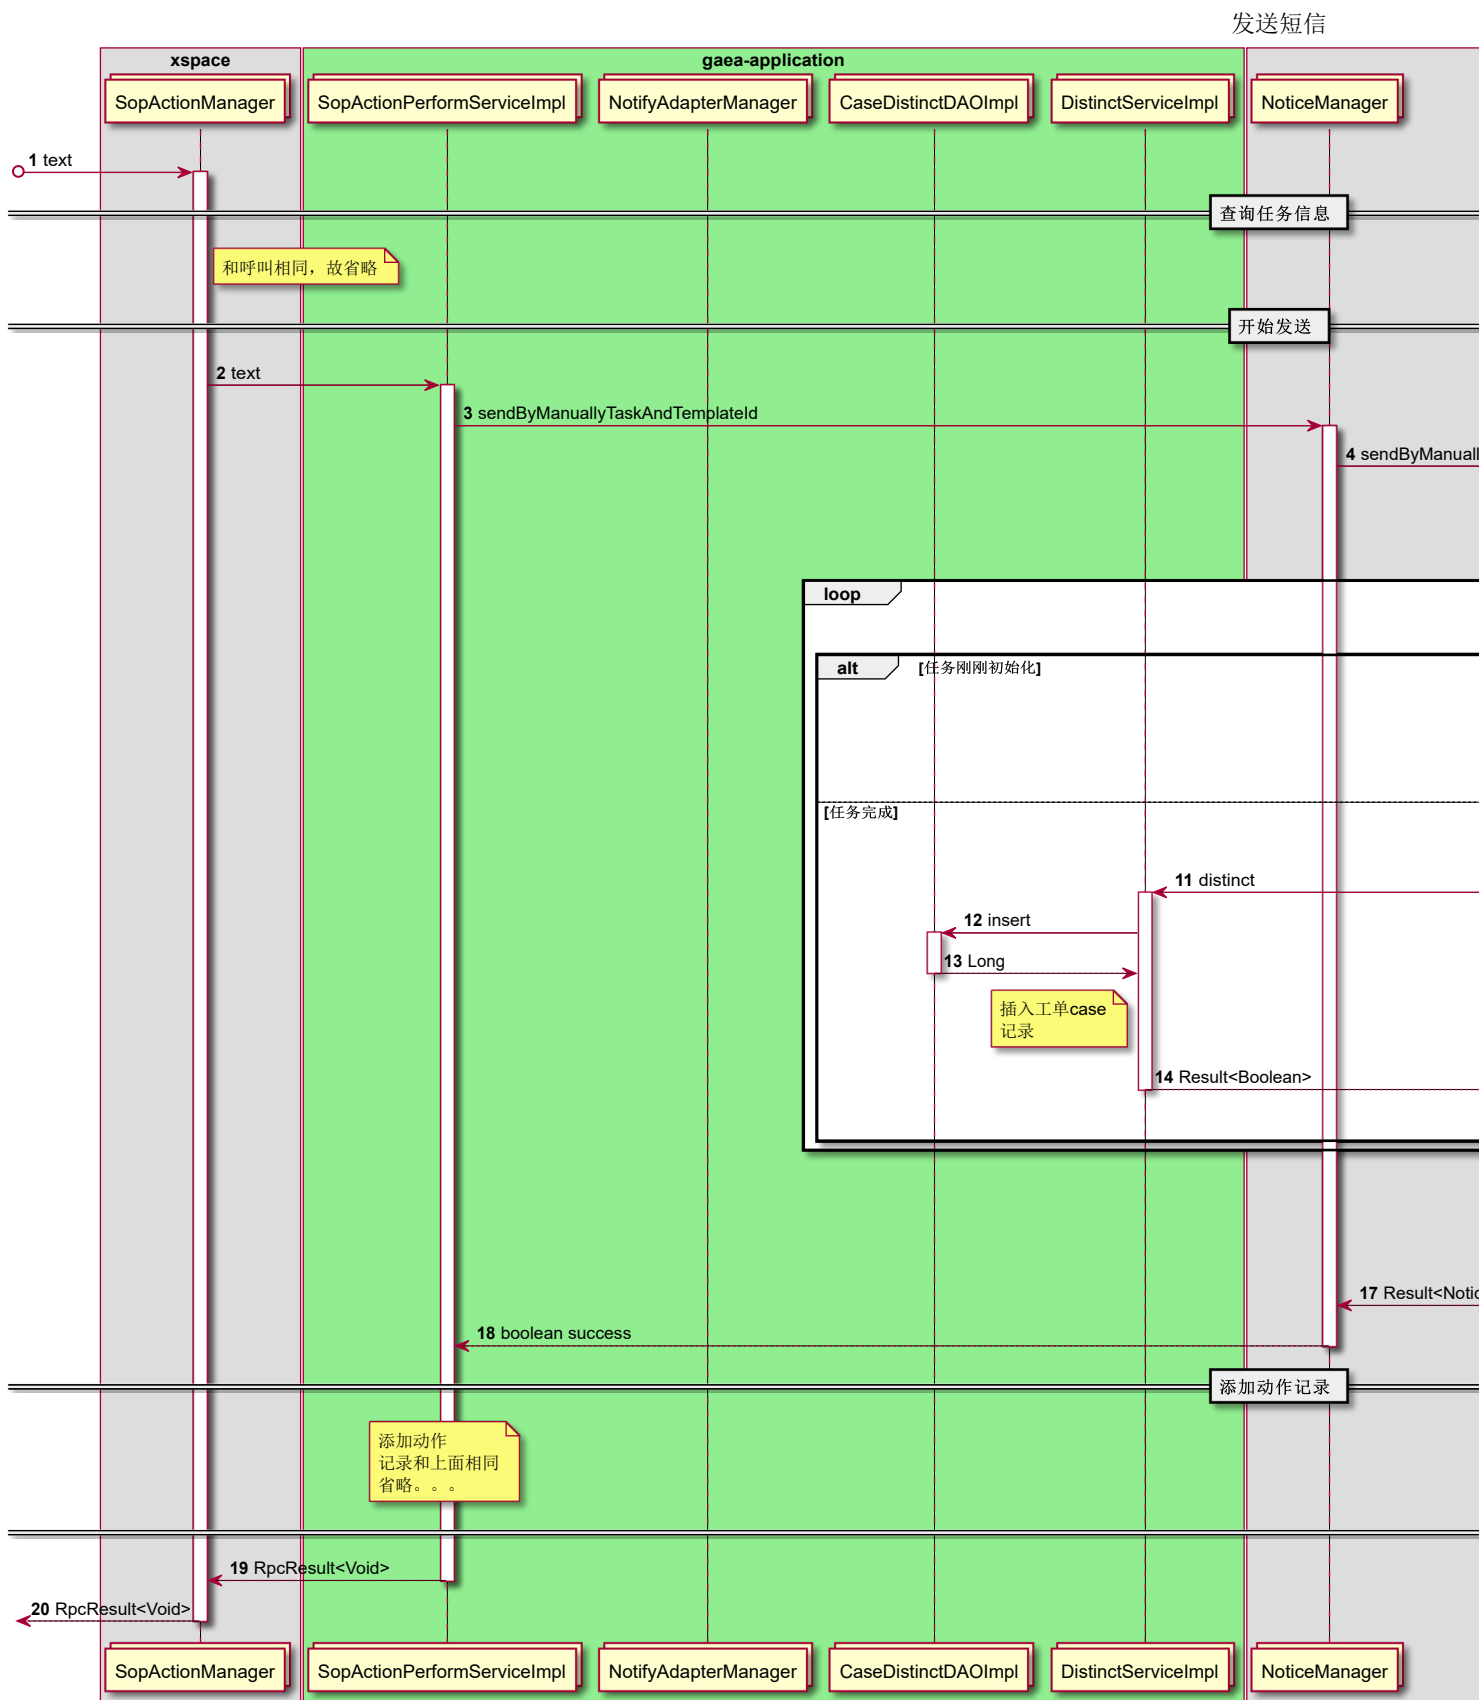 发送短信
xspace
gaea-application
SopActionManager
SopActionPerformServiceImpl
NotifyAdapterManager
CaseDistinctDAOImpl
DistinctServiceImpl
NoticeManager
1 text
查询任务信息
和呼叫相同，故省略
开始发送
2 text
3 sendByManuallyTaskAndTemplateId
4 sendByManuall
loop
alt
[任务刚刚初始化]
[任务完成]
11 distinct
12 insert
13 Long
插入工单case
记录
14 Result<Boolean>
17 Result<Notic
18 boolean success
添加动作记录
添加动作
记录和上面相同
省略。。。
19 RpcResult<Void>
20 RpcResult<Void>
SopActionManager
SopActionPerformServiceImpl
NotifyAdapterManager
CaseDistinctDAOImpl
DistinctServiceImpl
NoticeManager